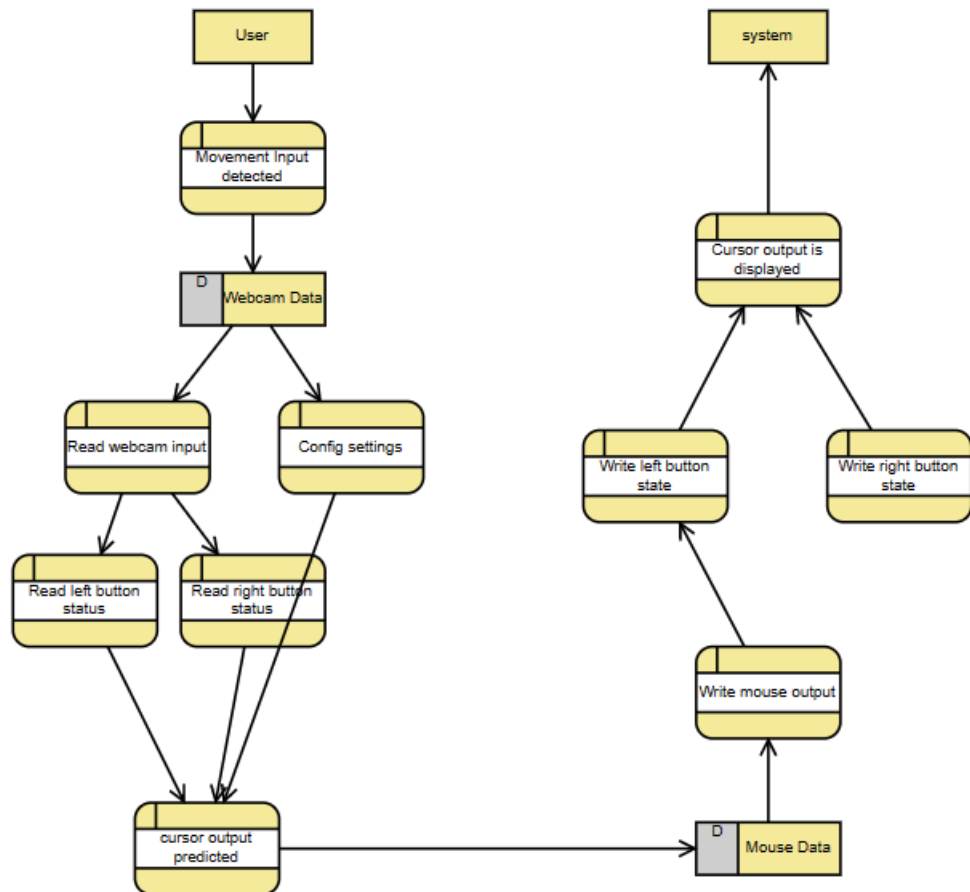 User
system
Movement Input
detected
Cursor output is
displayed
D
Webcam Data
Read webcam input
Config settings
Write left button
state
Write right button
state
Read left button
status
Read right button
status
Write mouse output
cursor output
predicted
D
Mouse Data